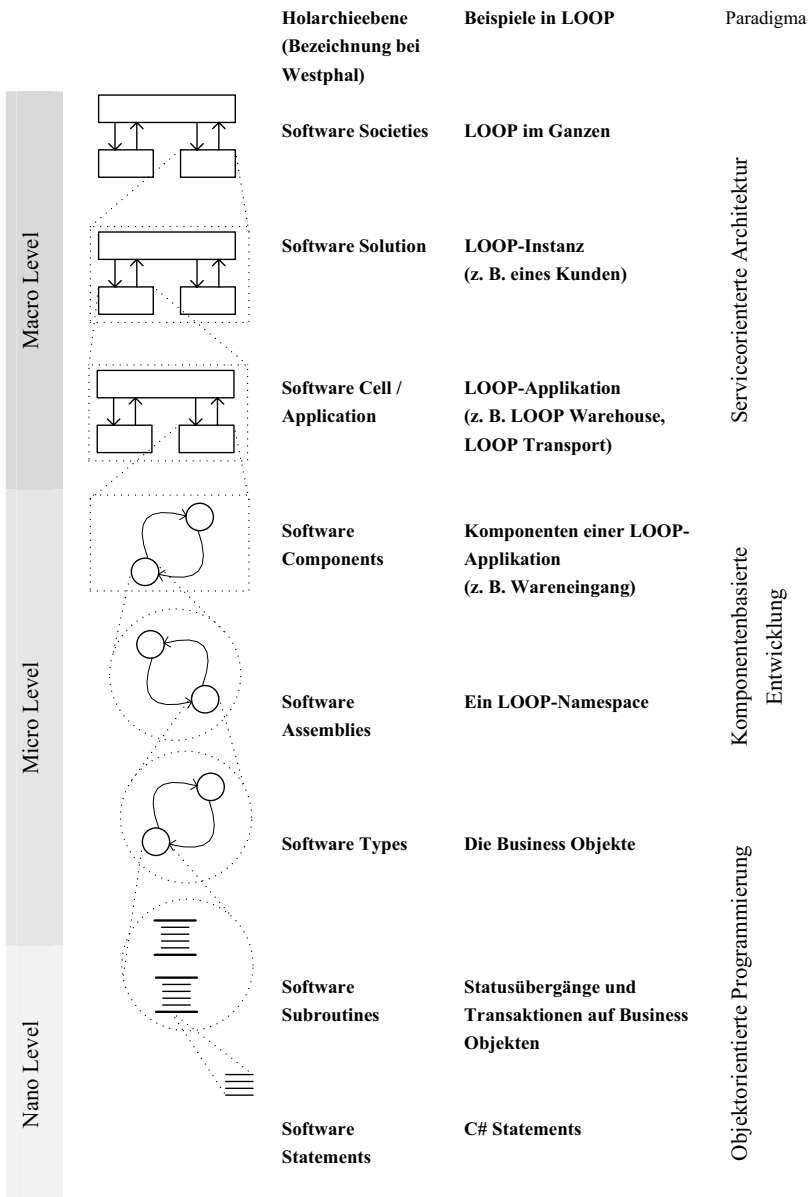 Holarchieebene
(Bezeichnung bei
Westphal)
Beispiele in LOOP
Paradigma
Macro Level
Software Societies
LOOP im Ganzen
Software Solution
LOOP-Instanz
(z. B. eines Kunden)
Software Cell /
Application
LOOP-Applikation
(z. B. LOOP Warehouse,
LOOP Transport)
Serviceorienterte Architektur
Micro Level
Software
Components
Komponenten einer LOOP-
Applikation
(z. B. Wareneingang)
Software
Assemblies
Ein LOOP-Namespace
Komponentenbasierte
Entwicklung
Software Types
Die Business Objekte
Nano Level
Software
Subroutines
Statusübergänge und
Transaktionen auf Business
Objekten
Software
Statements
C# Statements
Objektorientierte Programmierung